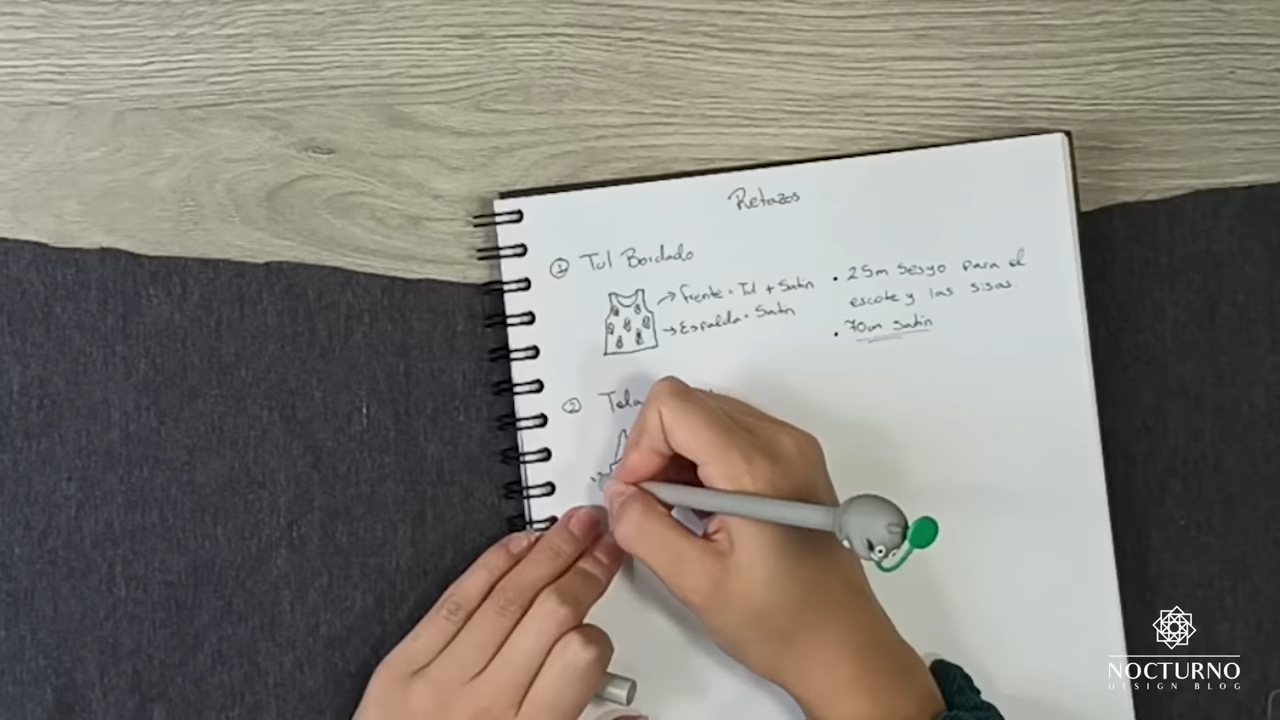 Retazos
① Tul Bordado
→ Frente = Tul + Satin
→ Espalda = Satin
• 2.5m Sesgo para el
escote y las sisas.
• 70cm Satin
② Tela
NOCTURNO
DESIGN BLOG